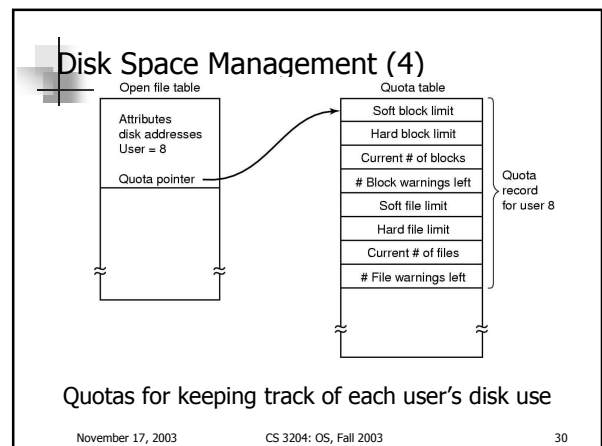 Disk Space Management (4)
Open file table
Attributes
disk addresses
User = 8
Quota pointer
Quota table
Soft block limit
Hard block limit
Current # of blocks
# Block warnings left
Soft file limit
Hard file limit
Current # of files
# File warnings left
Quota
record
for user 8
Quotas for keeping track of each user’s disk use
November 17, 2003
CS 3204: OS, Fall 2003
30